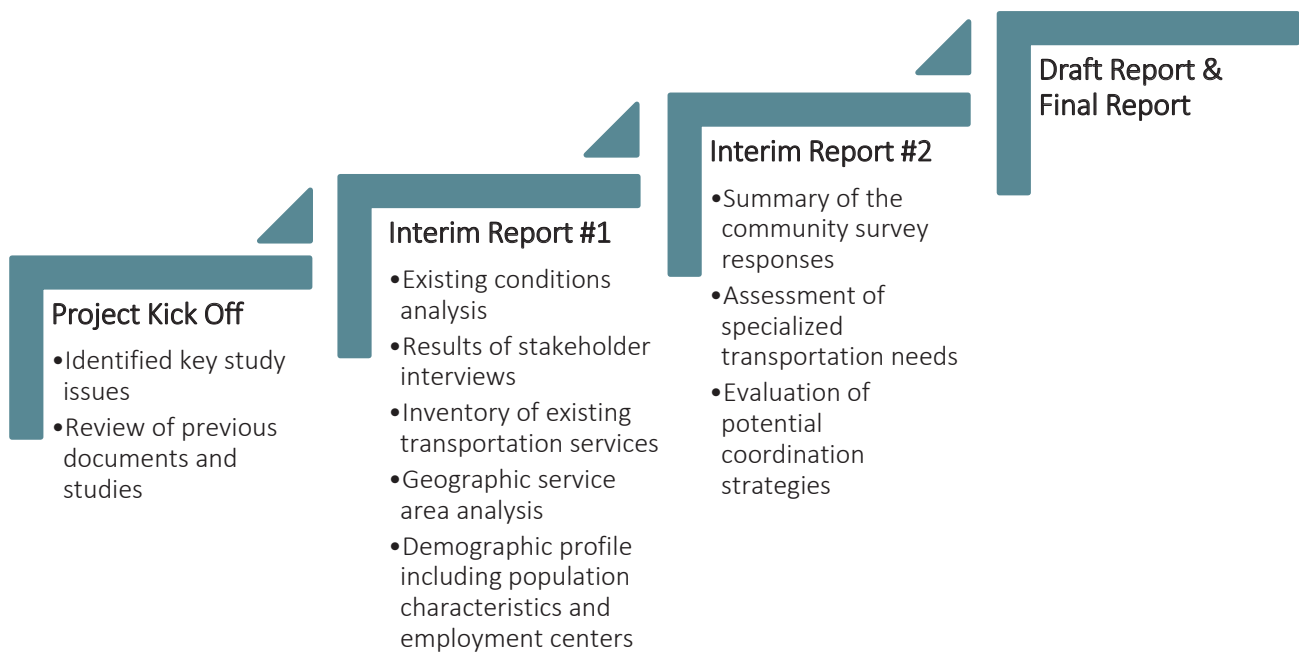 Project Kick Off
•Identified key study
issues
•Review of previous
documents and
studies
Interim Report #1
•Existing conditions
analysis
•Results of stakeholder
interviews
•Inventory of existing
transportation services
•Geographic service
area analysis
•Demographic profile
including population
characteristics and
employment centers
Interim Report #2
•Summary of the
community survey
responses
•Assessment of
specialized
transportation needs
•Evaluation of
potential
coordination
strategies
Draft Report &
Final Report